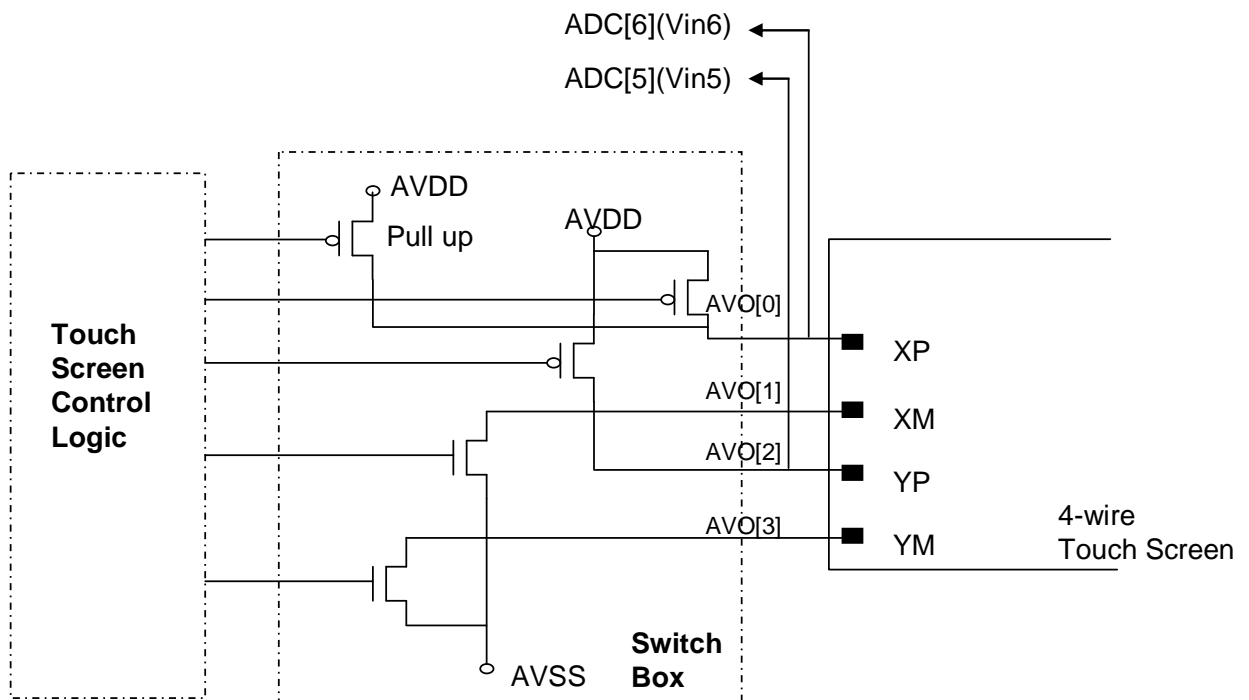 ADC[6](Vin6)
ADC[5](Vin5)
AVDD
Pull up
AVDD
Touch
Screen
Control
Logic
AVO[0]
XP
AVO[1]
XM
AVO[2]
YP
AVO[3]
YM
4-wire
Touch Screen
AVSS
Switch
Box